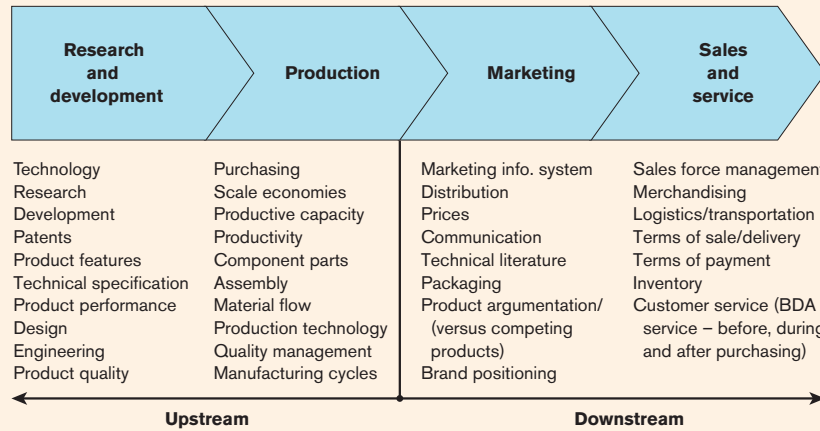 Research
and
development
Production
Marketing
Sales
and
service
Technology
Research
Development
Patents
Product features
Technical specification
Product performance
Design
Engineering
Product quality
Purchasing
Scale economies
Productive capacity
Productivity
Component parts
Assembly
Material flow
Production technology
Quality management
Manufacturing cycles
Marketing info. system
Distribution
Prices
Communication
Technical literature
Packaging
Product argumentation/
(versus competing
products)
Brand positioning
Sales force management
Merchandising
Logistics/transportation
Terms of sale/delivery
Terms of payment
Inventory
Customer service (BDA
service – before, during
and after purchasing)
Upstream
Downstream